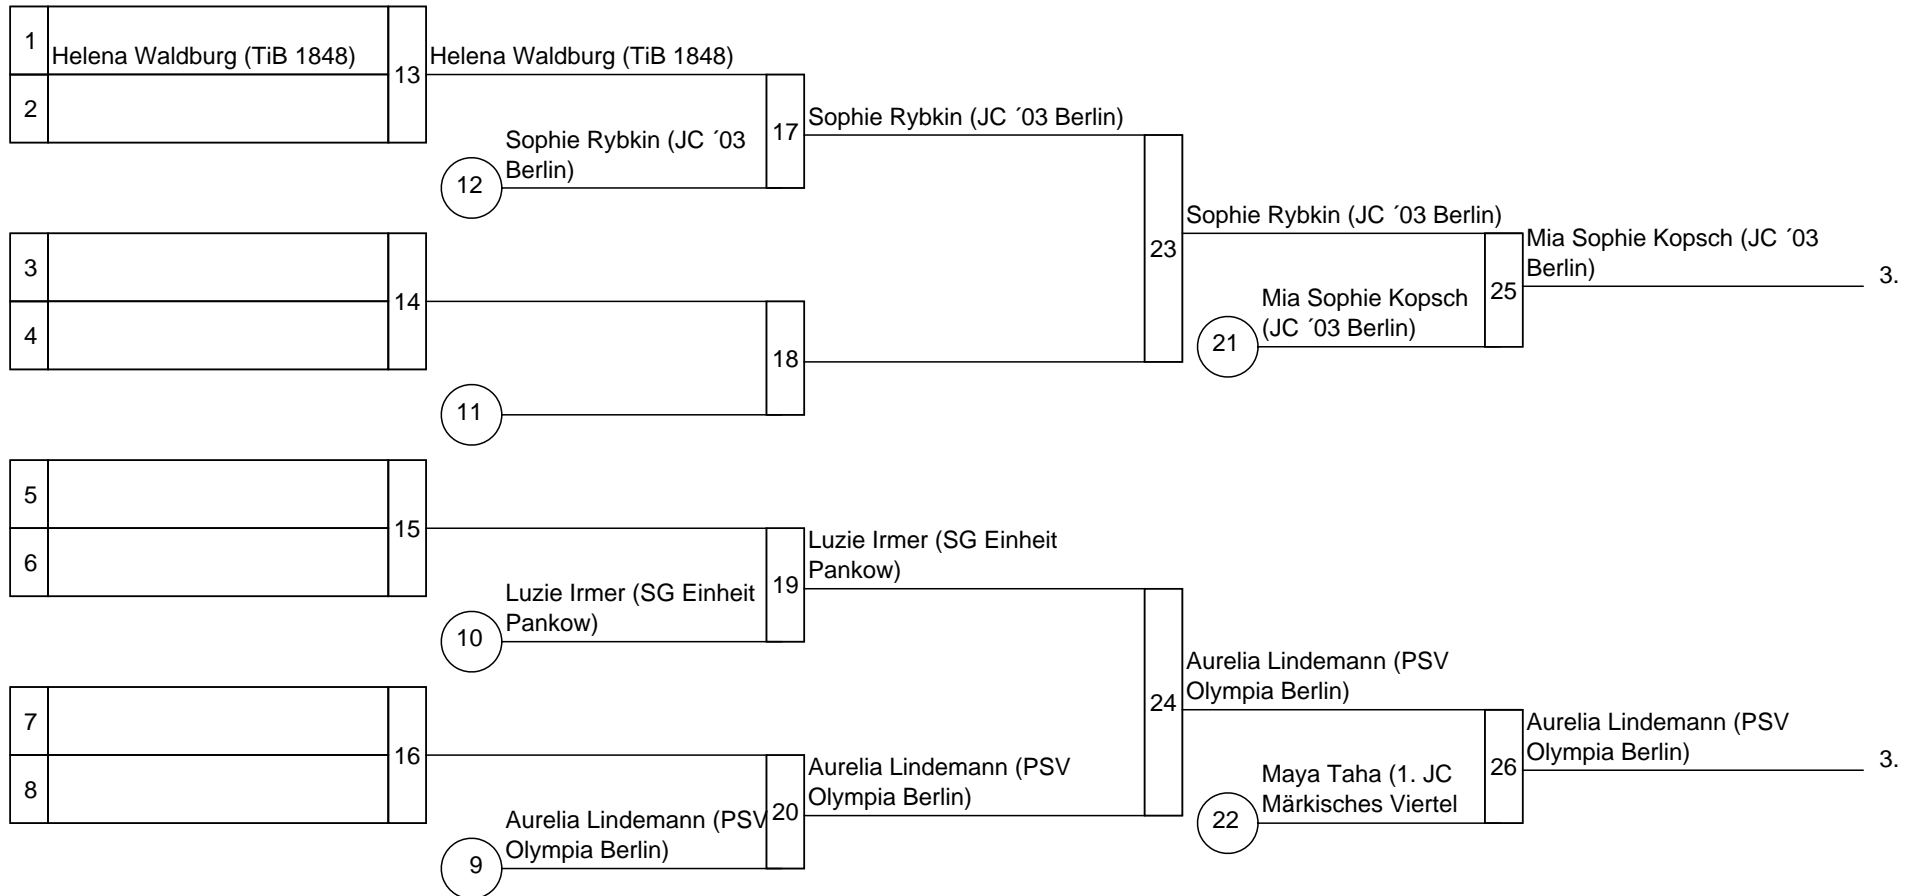 1
Helena Waldburg (TiB 1848)
2
13
Helena Waldburg (TiB 1848)
12
Sophie Rybkin (JC ´03
Berlin)
17
Sophie Rybkin (JC ´03 Berlin)
3
4
14
11
18
23
Sophie Rybkin (JC ´03 Berlin)
21
Mia Sophie Kopsch
(JC ´03 Berlin)
25
Mia Sophie Kopsch (JC ´03
Berlin)
3.
5
6
15
10
Luzie Irmer (SG Einheit
Pankow)
19
Luzie Irmer (SG Einheit
Pankow)
7
8
16
9
Aurelia Lindemann (PSV
Olympia Berlin)
20
Aurelia Lindemann (PSV
Olympia Berlin)
24
Aurelia Lindemann (PSV
Olympia Berlin)
22
Maya Taha (1. JC
Märkisches Viertel
26
Aurelia Lindemann (PSV
Olympia Berlin)
3.